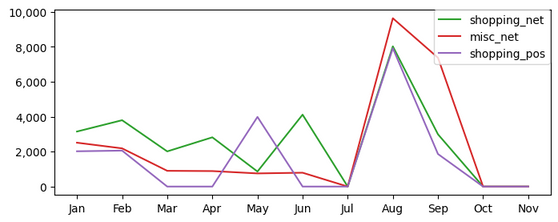 10,000
8,000
6,000
4,000
2,000
0
Jan Feb Mar Apr May Jun Jul Aug Sep Oct Nov
shopping_net
misc_net
shopping_pos